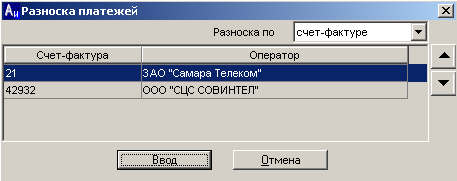 Aн Разноска платежей
Разноска по счет-фактуре
Счет-фактура Оператор
21 ЗАО "Самара Телеком"
42932 ООО "СЦС СОВИНТЕЛ"
Ввод Отмена